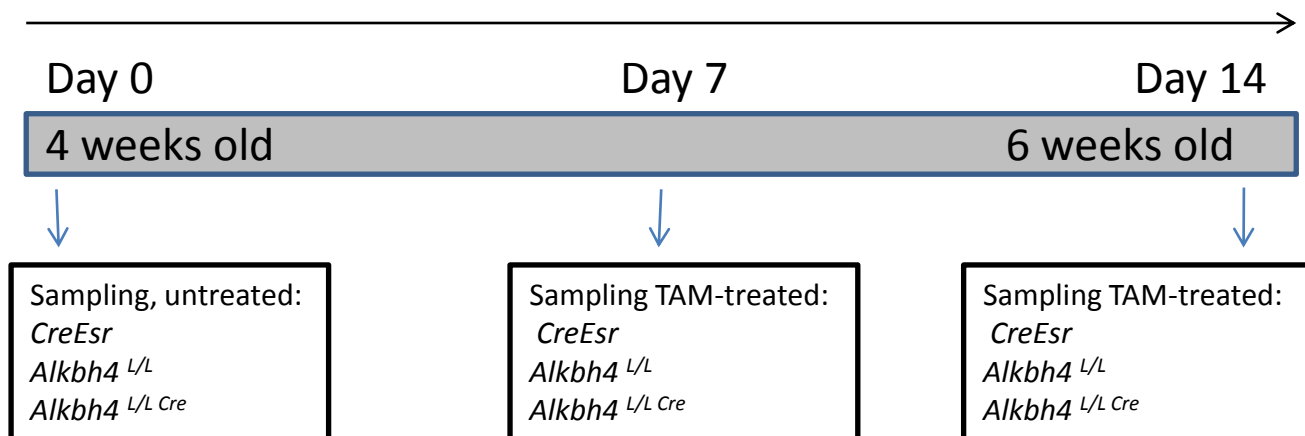 Day 0 Day 7 Day 14
4 weeks old 6 weeks old
Sampling, untreated:
CreEsr
Alkbh4 L/L
Alkbh4 L/L Cre
Sampling TAM-treated:
CreEsr
Alkbh4 L/L
Alkbh4 L/L Cre
Sampling TAM-treated:
CreEsr
Alkbh4 L/L
Alkbh4 L/L Cre